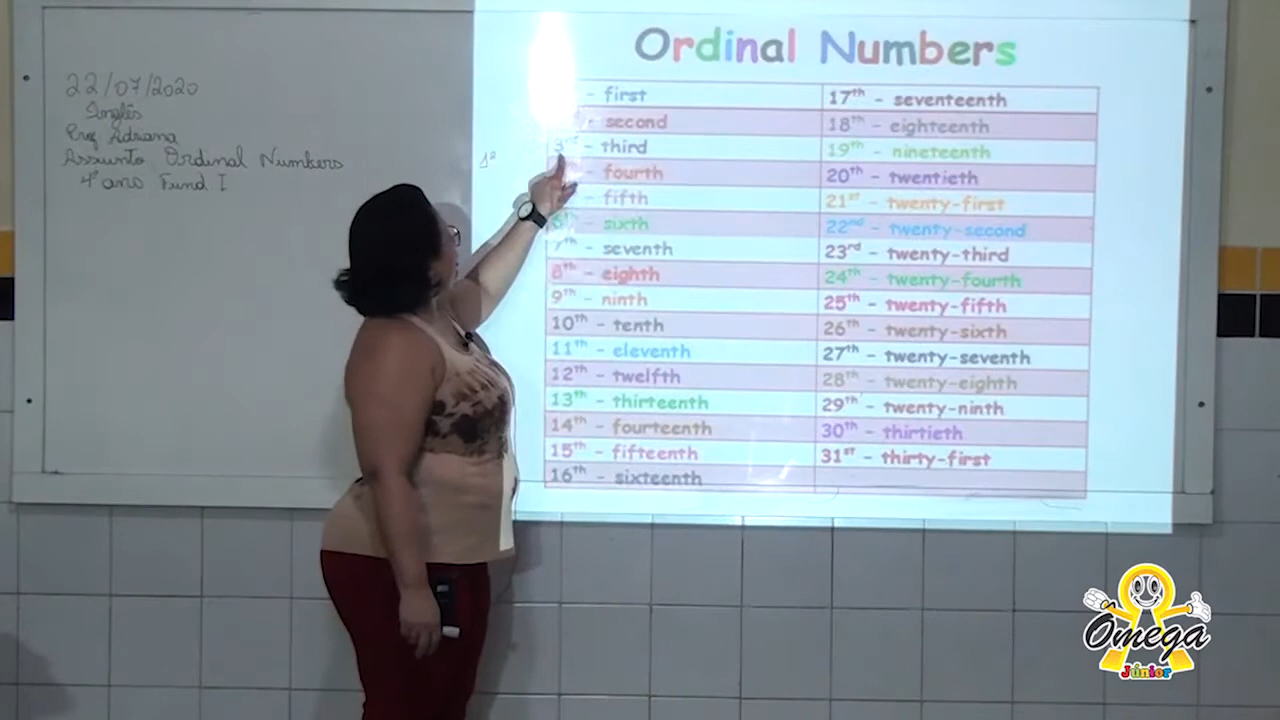 22/07/2020
Inglês
Prof Adriana
Assunto Ordinal Numbers
4º ano Fund I
1º
Ordinal Numbers
- first
second
3rd - third
- fourth
- fifth
6th - sixth
7th - seventh
8th - eighth
9th - ninth
10th - tenth
11th - eleventh
12th - twelfth
13th - thirteenth
14th - fourteenth
15th - fifteenth
16th - sixteenth
17th - seventeenth
18th - eighteenth
19th - nineteenth
20th - twentieth
21st - twenty-first
22nd - twenty-second
23rd - twenty-third
24th - twenty-fourth
25th - twenty-fifth
26th - twenty-sixth
27th - twenty-seventh
28th - twenty-eighth
29th - twenty-ninth
30th - thirtieth
31st - thirty-first
Ômega
Júnior